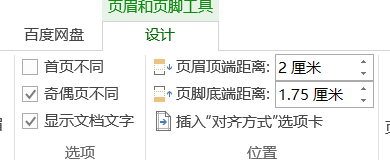 页眉和页脚工具
百度网盘 设计
首页不同
奇偶页不同
显示文档文字
选项
页眉顶端距离: 2 厘米
页脚底端距离: 1.75 厘米
插入“对齐方式”选项卡
位置